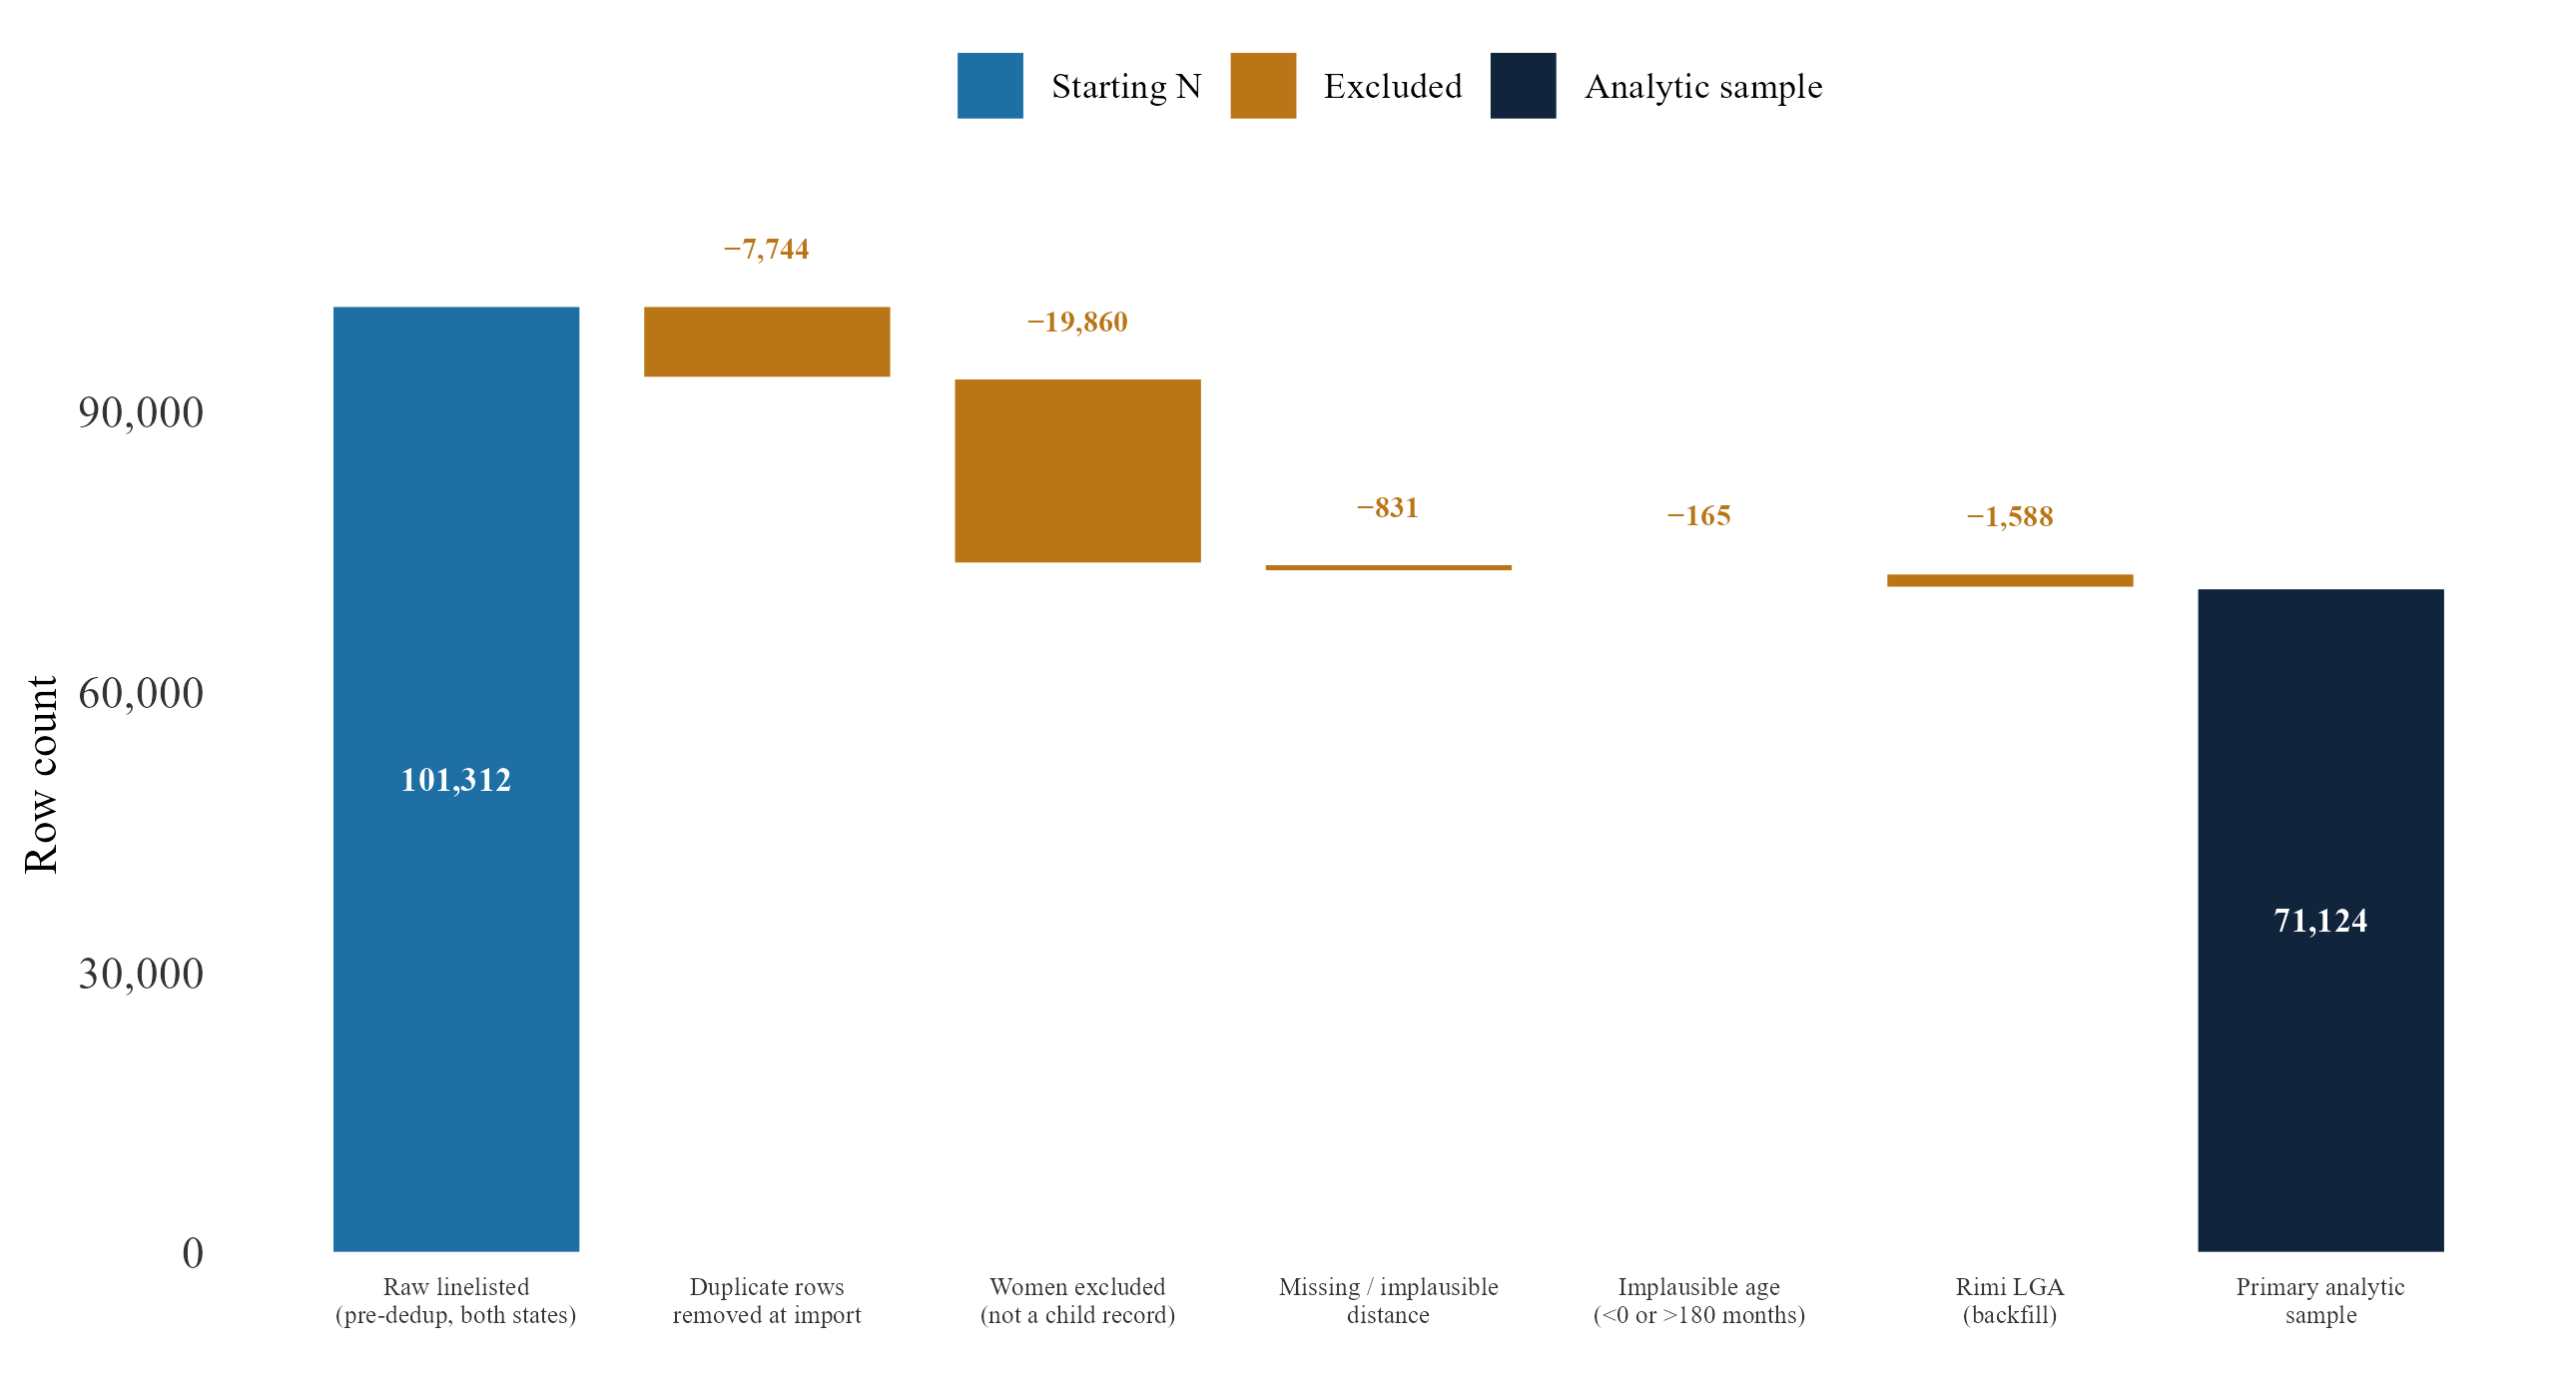 Starting N
Excluded
Analytic sample
−7,744
−19,860
−831
−165
−1,588
90,000
60,000
30,000
0
Row count
101,312
71,124
Raw linelisted
(pre-dedup, both states)
Duplicate rows
removed at import
Women excluded
(not a child record)
Missing / implausible
distance
Implausible age
(<0 or >180 months)
Rimi LGA
(backfill)
Primary analytic
sample